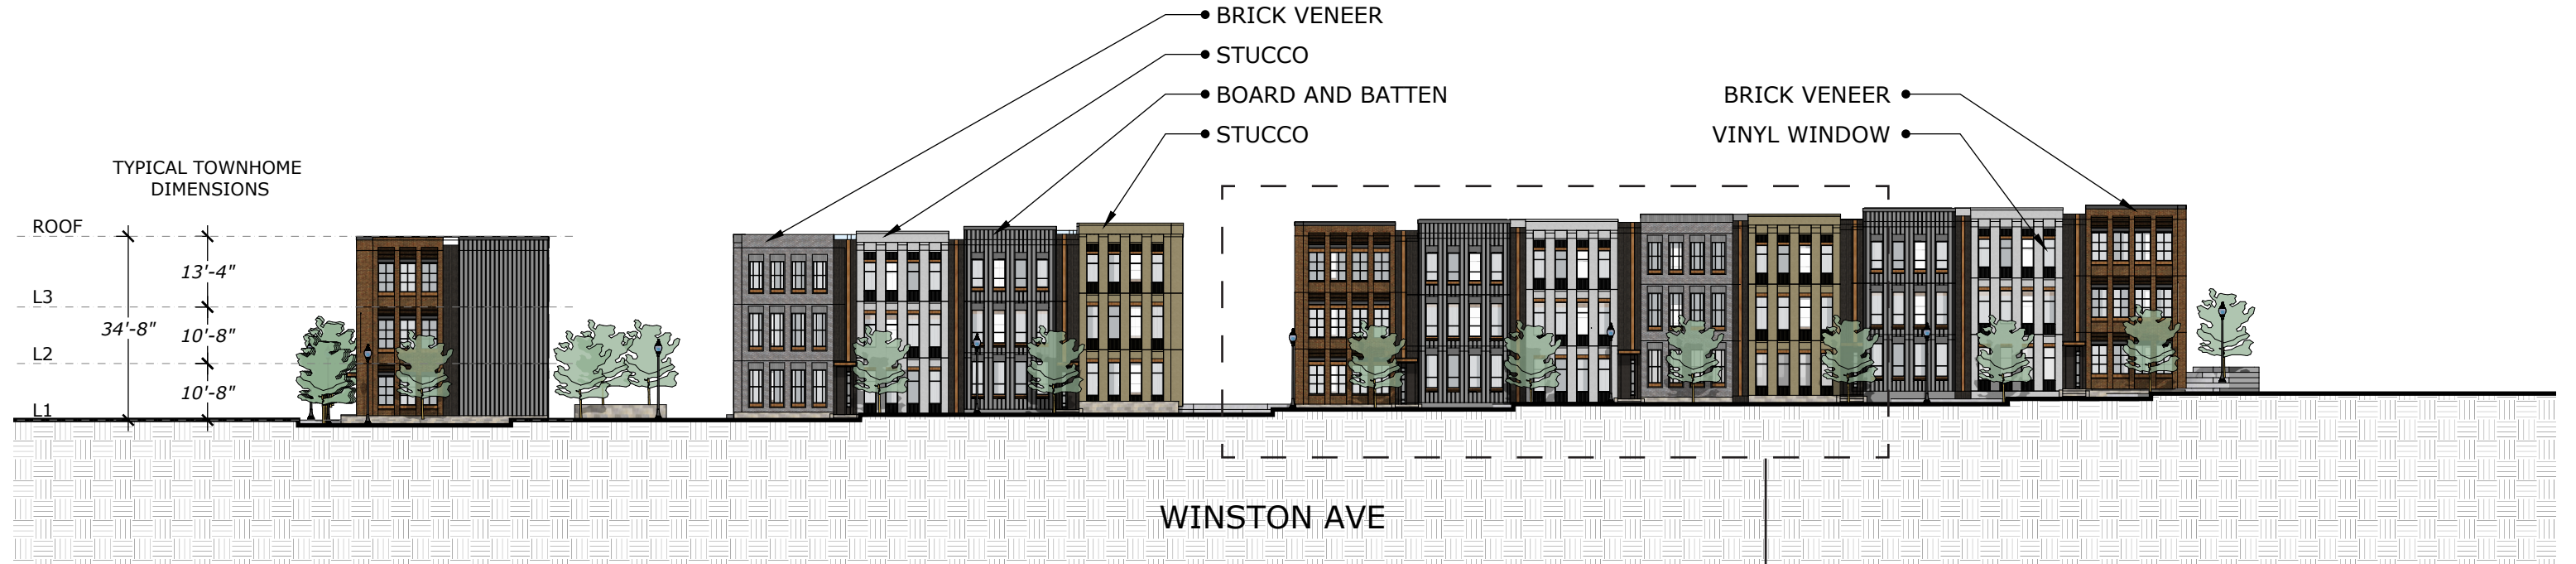 BRICK VENEER
STUCCO
BOARD AND BATTEN
STUCCO
BRICK VENEER
VINYL WINDOW
TYPICAL TOWNHOME
DIMENSIONS
ROOF
13'-4"
L3
34'-8"
10'-8"
L2
10'-8"
L1
WINSTON AVE